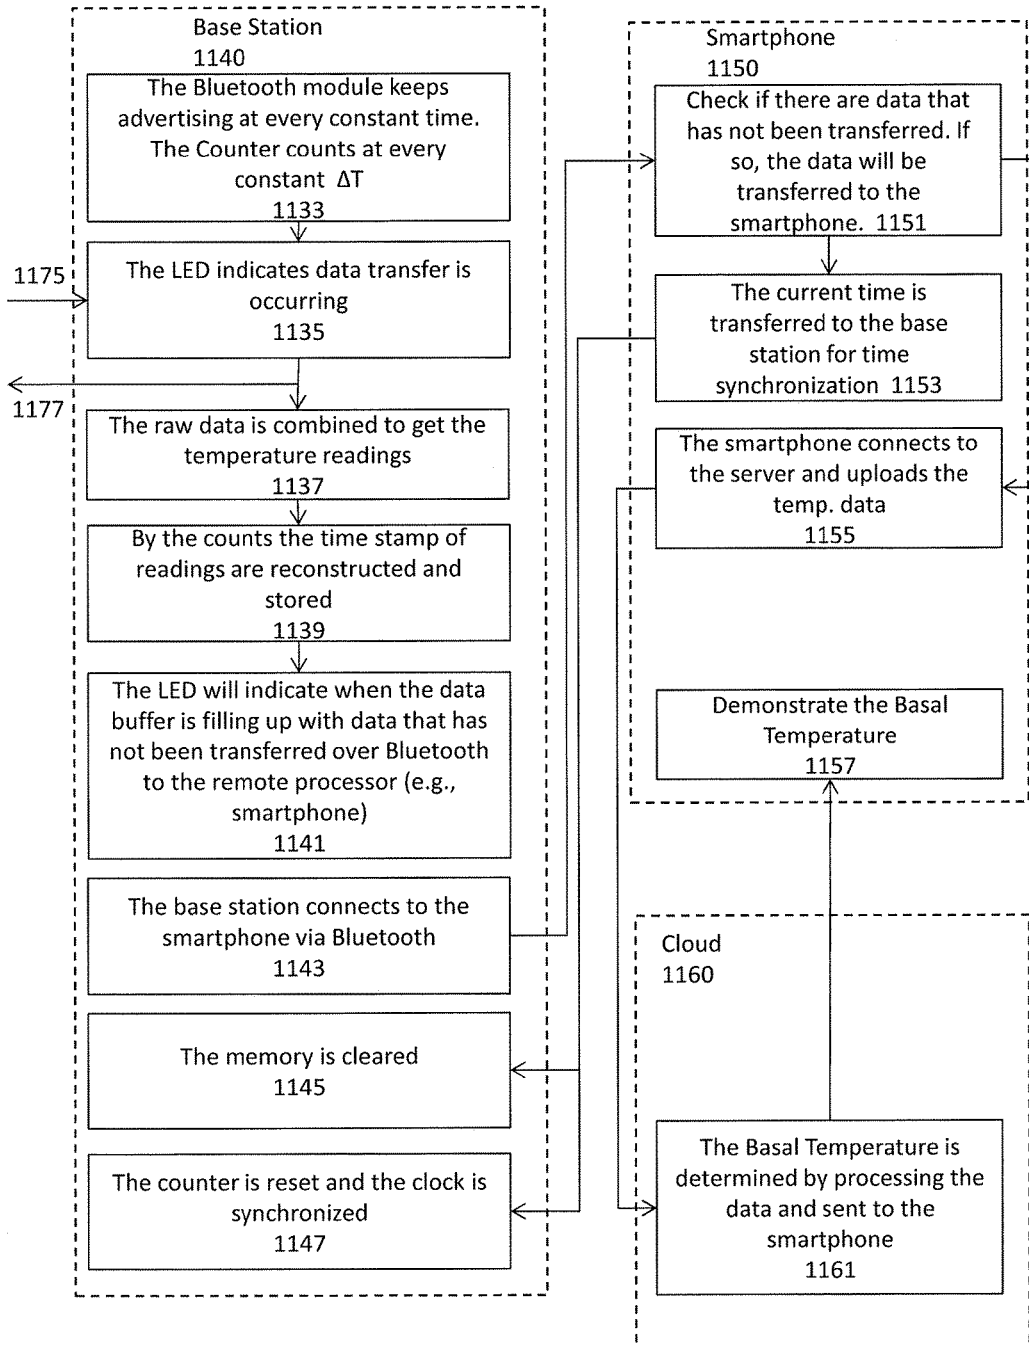 Base Station
1140
The Bluetooth module keeps
advertising at every constant time.
The Counter counts at every
constant ΔT
1133
1175
The LED indicates data transfer is
occurring
1135
1177
The raw data is combined to get the
temperature readings
1137
By the counts the time stamp of
readings are reconstructed and
stored
1139
The LED will indicate when the data
buffer is filling up with data that has
not been transferred over Bluetooth
to the remote processor (e.g.,
smartphone)
1141
The base station connects to the
smartphone via Bluetooth
1143
The memory is cleared
1145
The counter is reset and the clock is
synchronized
1147
Smartphone
1150
Check if there are data that
has not been transferred. If
so, the data will be
transferred to the
smartphone. 1151
The current time is
transferred to the base
station for time
synchronization 1153
The smartphone connects to
the server and uploads the
temp. data
1155
Demonstrate the Basal
Temperature
1157
Cloud
1160
The Basal Temperature is
determined by processing the
data and sent to the
smartphone
1161